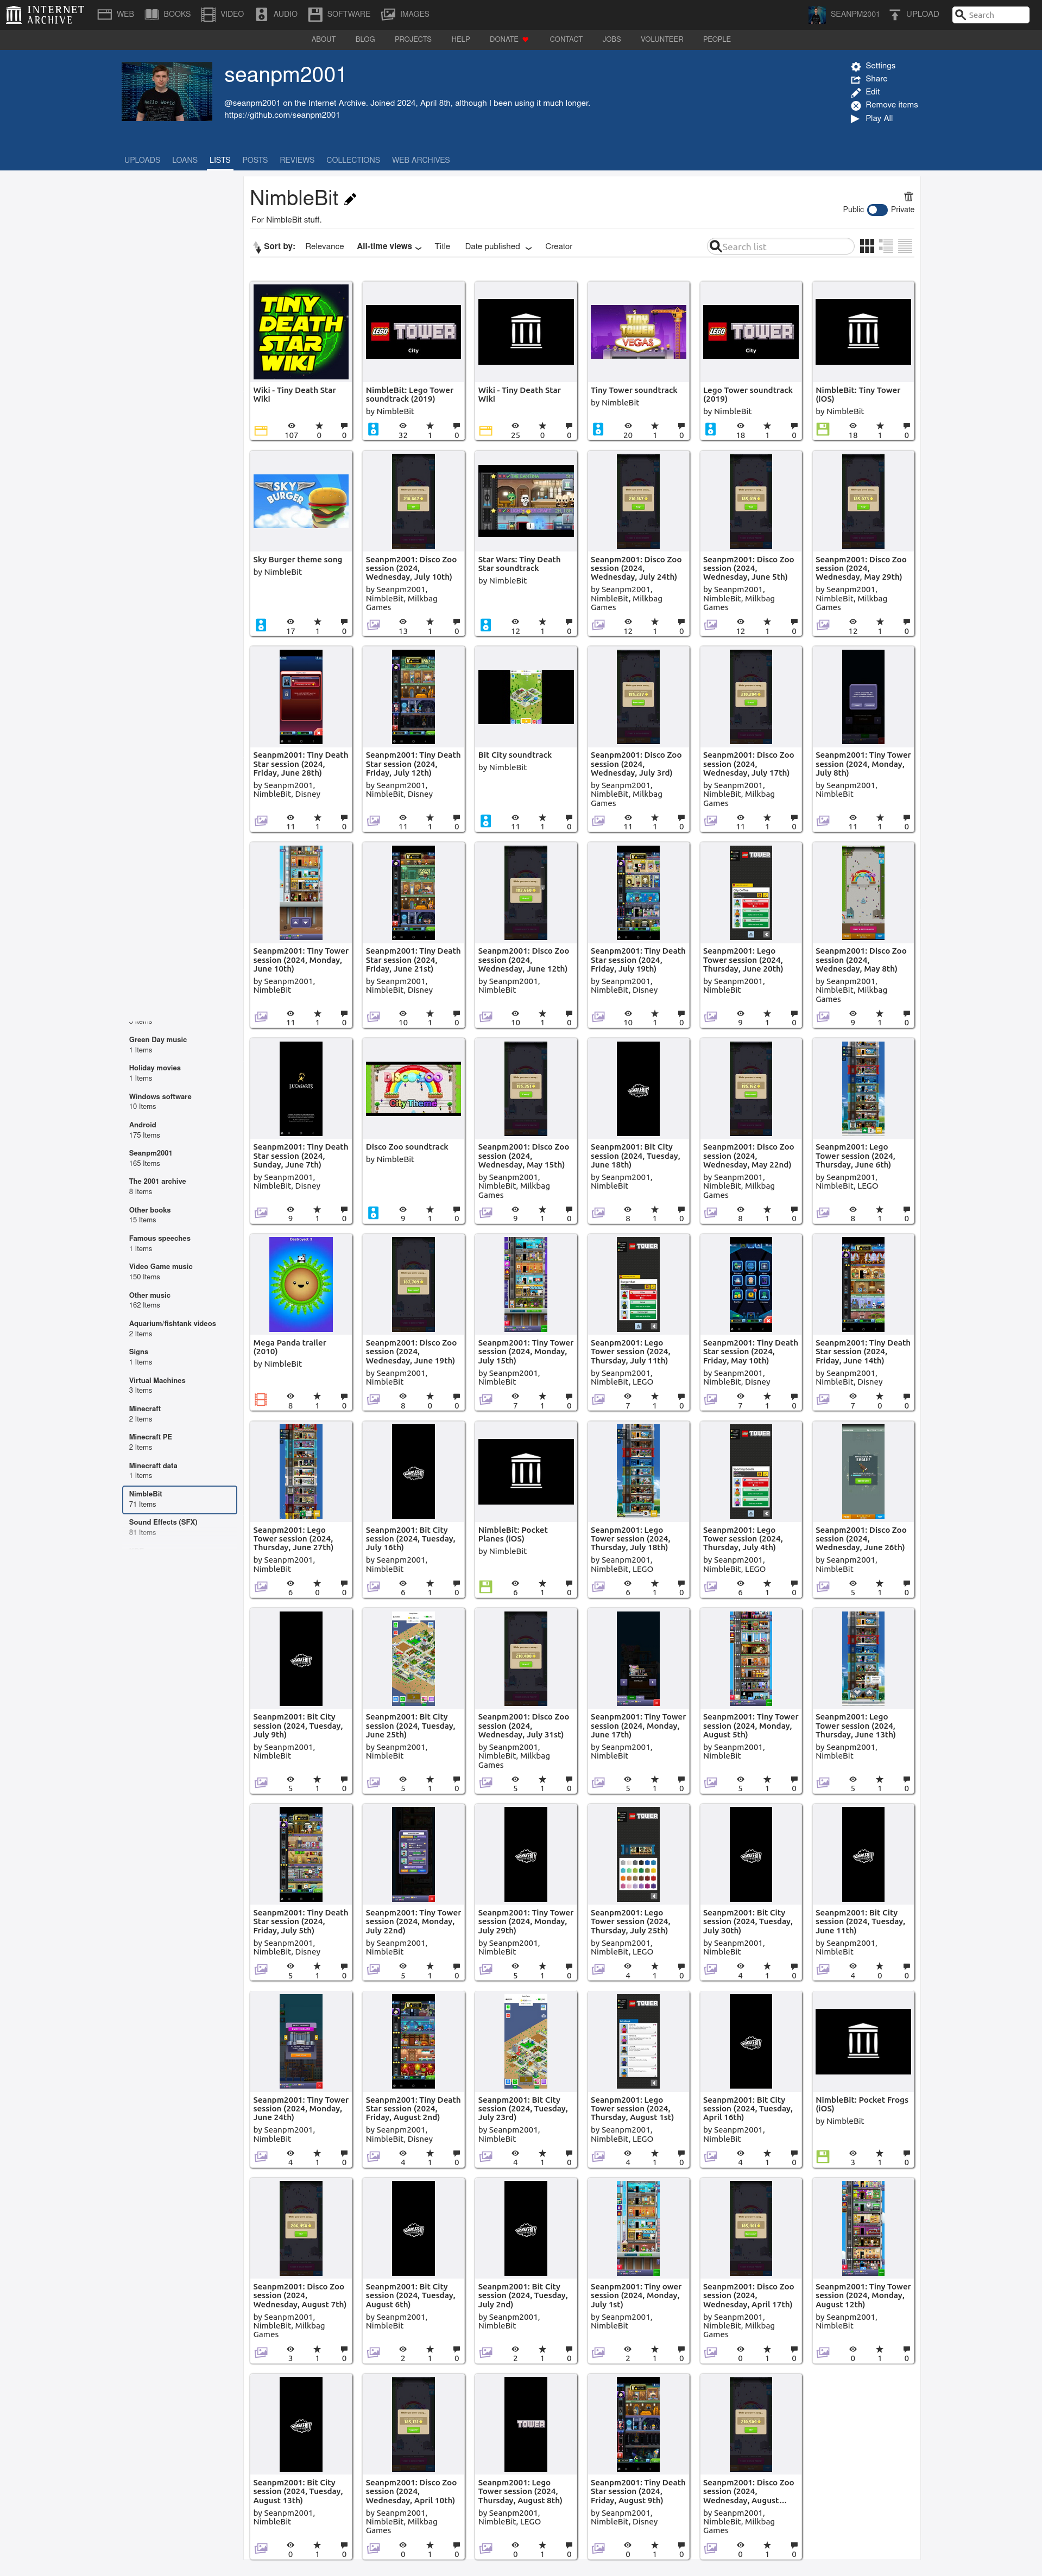 INTERNET ARCHIVE
WEB
BOOKS
VIDEO
AUDIO
SOFTWARE
IMAGES
SEANPM2001
UPLOAD
Search
ABOUT
BLOG
PROJECTS
HELP
DONATE
CONTACT
JOBS
VOLUNTEER
PEOPLE
seanpm2001
@seanpm2001 on the Internet Archive. Joined 2024, April 8th, although I been using it much longer.
https://github.com/seanpm2001
Settings
Share
Edit
Remove items
Play All
UPLOADS
LOANS
LISTS
POSTS
REVIEWS
COLLECTIONS
WEB ARCHIVES
NimbleBit
For NimbleBit stuff.
Public
Private
Sort by:
Relevance
All-time views
Title
Date published
Creator
Search list
Green Day music
1 Items
Holiday movies
1 Items
Windows software
10 Items
Android
175 Items
Seanpm2001
165 Items
The 2001 archive
8 Items
Other books
15 Items
Famous speeches
1 Items
Video Game music
150 Items
Other music
162 Items
Aquarium/fishtank videos
2 Items
Signs
1 Items
Virtual Machines
3 Items
Minecraft
2 Items
Minecraft PE
2 Items
Minecraft data
1 Items
NimbleBit
71 Items
Sound Effects (SFX)
81 Items
TINY DEATH STAR WIKI
Wiki - Tiny Death Star Wiki
107 0 0
LEGO TOWER
City
NimbleBit: Lego Tower soundtrack (2019)
by NimbleBit
32 1 0
Wiki - Tiny Death Star Wiki
25 0 0
TINY TOWER VEGAS
Tiny Tower soundtrack
by NimbleBit
20 1 0
LEGO TOWER
City
Lego Tower soundtrack (2019)
by NimbleBit
18 1 0
NimbleBit: Tiny Tower (iOS)
by NimbleBit
18 1 0
SKY BURGER
Sky Burger theme song
by NimbleBit
17 1 0
Seanpm2001: Disco Zoo session (2024, Wednesday, July 10th)
by Seanpm2001, NimbleBit, Milkbag Games
13 1 0
Star Wars: Tiny Death Star soundtrack
by NimbleBit
12 1 0
Seanpm2001: Disco Zoo session (2024, Wednesday, July 24th)
by Seanpm2001, NimbleBit, Milkbag Games
12 1 0
Seanpm2001: Disco Zoo session (2024, Wednesday, June 5th)
by Seanpm2001, NimbleBit, Milkbag Games
12 1 0
Seanpm2001: Disco Zoo session (2024, Wednesday, May 29th)
by Seanpm2001, NimbleBit, Milkbag Games
12 1 0
Seanpm2001: Tiny Death Star session (2024, Friday, June 28th)
by Seanpm2001, NimbleBit, Disney
11 1 0
Seanpm2001: Tiny Death Star session (2024, Friday, July 12th)
by Seanpm2001, NimbleBit, Disney
11 1 0
Bit City soundtrack
by NimbleBit
11 1 0
Seanpm2001: Disco Zoo session (2024, Wednesday, July 3rd)
by Seanpm2001, NimbleBit, Milkbag Games
11 1 0
Seanpm2001: Disco Zoo session (2024, Wednesday, July 17th)
by Seanpm2001, NimbleBit, Milkbag Games
11 1 0
Seanpm2001: Tiny Tower session (2024, Monday, July 8th)
by Seanpm2001, NimbleBit
11 1 0
Seanpm2001: Tiny Tower session (2024, Monday, June 10th)
by Seanpm2001, NimbleBit
11 1 0
Seanpm2001: Tiny Death Star session (2024, Friday, June 21st)
by Seanpm2001, NimbleBit, Disney
10 1 0
Seanpm2001: Disco Zoo session (2024, Wednesday, June 12th)
by Seanpm2001, NimbleBit
10 1 0
Seanpm2001: Tiny Death Star session (2024, Friday, July 19th)
by Seanpm2001, NimbleBit, Disney
10 1 0
Seanpm2001: Lego Tower session (2024, Thursday, June 20th)
by Seanpm2001, NimbleBit
9 1 0
Seanpm2001: Disco Zoo session (2024, Wednesday, May 8th)
by Seanpm2001, NimbleBit, Milkbag Games
9 1 0
LUCASARTS
Seanpm2001: Tiny Death Star session (2024, Sunday, June 7th)
by Seanpm2001, NimbleBit, Disney
9 1 0
DISCO ZOO
City Theme
Disco Zoo soundtrack
by NimbleBit
9 1 0
Seanpm2001: Disco Zoo session (2024, Wednesday, May 15th)
by Seanpm2001, NimbleBit, Milkbag Games
9 1 0
Seanpm2001: Bit City session (2024, Tuesday, June 18th)
by Seanpm2001, NimbleBit
8 1 0
Seanpm2001: Disco Zoo session (2024, Wednesday, May 22nd)
by Seanpm2001, NimbleBit, Milkbag Games
8 1 0
Seanpm2001: Lego Tower session (2024, Thursday, June 6th)
by Seanpm2001, NimbleBit, LEGO
8 1 0
Mega Panda trailer (2010)
by NimbleBit
8 1 0
Seanpm2001: Disco Zoo session (2024, Wednesday, June 19th)
by Seanpm2001, NimbleBit
8 0 0
Seanpm2001: Tiny Tower session (2024, Monday, July 15th)
by Seanpm2001, NimbleBit
7 1 0
Seanpm2001: Lego Tower session (2024, Thursday, July 11th)
by Seanpm2001, NimbleBit, LEGO
7 1 0
Seanpm2001: Tiny Death Star session (2024, Friday, May 10th)
by Seanpm2001, NimbleBit, Disney
7 1 0
Seanpm2001: Tiny Death Star session (2024, Friday, June 14th)
by Seanpm2001, NimbleBit, Disney
7 0 0
Seanpm2001: Lego Tower session (2024, Thursday, June 27th)
by Seanpm2001, NimbleBit
6 0 0
Seanpm2001: Bit City session (2024, Tuesday, July 16th)
by Seanpm2001, NimbleBit
6 1 0
NimbleBit: Pocket Planes (iOS)
by NimbleBit
6 1 0
Seanpm2001: Lego Tower session (2024, Thursday, July 18th)
by Seanpm2001, NimbleBit, LEGO
6 1 0
Seanpm2001: Lego Tower session (2024, Thursday, July 4th)
by Seanpm2001, NimbleBit, LEGO
6 1 0
Seanpm2001: Disco Zoo session (2024, Wednesday, June 26th)
by Seanpm2001, NimbleBit
5 1 0
Seanpm2001: Bit City session (2024, Tuesday, July 9th)
by Seanpm2001, NimbleBit
5 1 0
Seanpm2001: Bit City session (2024, Tuesday, June 25th)
by Seanpm2001, NimbleBit
5 1 0
Seanpm2001: Disco Zoo session (2024, Wednesday, July 31st)
by Seanpm2001, NimbleBit, Milkbag Games
5 1 0
Seanpm2001: Tiny Tower session (2024, Monday, June 17th)
by Seanpm2001, NimbleBit
5 1 0
Seanpm2001: Tiny Tower session (2024, Monday, August 5th)
by Seanpm2001, NimbleBit
5 1 0
Seanpm2001: Lego Tower session (2024, Thursday, June 13th)
by Seanpm2001, NimbleBit
5 1 0
Seanpm2001: Tiny Death Star session (2024, Friday, July 5th)
by Seanpm2001, NimbleBit, Disney
5 1 0
Seanpm2001: Tiny Tower session (2024, Monday, July 22nd)
by Seanpm2001, NimbleBit
5 1 0
Seanpm2001: Tiny Tower session (2024, Monday, July 29th)
by Seanpm2001, NimbleBit
5 1 0
Seanpm2001: Lego Tower session (2024, Thursday, July 25th)
by Seanpm2001, NimbleBit, LEGO
4 1 0
Seanpm2001: Bit City session (2024, Tuesday, July 30th)
by Seanpm2001, NimbleBit
4 1 0
Seanpm2001: Bit City session (2024, Tuesday, June 11th)
by Seanpm2001, NimbleBit
4 0 0
Seanpm2001: Tiny Tower session (2024, Monday, June 24th)
by Seanpm2001, NimbleBit
4 1 0
Seanpm2001: Tiny Death Star session (2024, Friday, August 2nd)
by Seanpm2001, NimbleBit, Disney
4 1 0
Seanpm2001: Bit City session (2024, Tuesday, July 23rd)
by Seanpm2001, NimbleBit
4 1 0
Seanpm2001: Lego Tower session (2024, Thursday, August 1st)
by Seanpm2001, NimbleBit, LEGO
4 1 0
Seanpm2001: Bit City session (2024, Tuesday, April 16th)
by Seanpm2001, NimbleBit
4 1 0
NimbleBit: Pocket Frogs (iOS)
by NimbleBit
3 1 0
Seanpm2001: Disco Zoo session (2024, Wednesday, August 7th)
by Seanpm2001, NimbleBit, Milkbag Games
3 1 0
Seanpm2001: Bit City session (2024, Tuesday, August 6th)
by Seanpm2001, NimbleBit
2 1 0
Seanpm2001: Bit City session (2024, Tuesday, July 2nd)
by Seanpm2001, NimbleBit
2 1 0
Seanpm2001: Tiny ower session (2024, Monday, July 1st)
by Seanpm2001, NimbleBit
2 1 0
Seanpm2001: Disco Zoo session (2024, Wednesday, April 17th)
by Seanpm2001, NimbleBit, Milkbag Games
0 1 0
Seanpm2001: Tiny Tower session (2024, Monday, August 12th)
by Seanpm2001, NimbleBit
0 1 0
Seanpm2001: Bit City session (2024, Tuesday, August 13th)
by Seanpm2001, NimbleBit
0 1 0
Seanpm2001: Disco Zoo session (2024, Wednesday, April 10th)
by Seanpm2001, NimbleBit, Milkbag Games
0 1 0
TOWER
Seanpm2001: Lego Tower session (2024, Thursday, August 8th)
by Seanpm2001, NimbleBit, LEGO
0 1 0
Seanpm2001: Tiny Death Star session (2024, Friday, August 9th)
by Seanpm2001, NimbleBit, Disney
0 1 0
Seanpm2001: Disco Zoo session (2024, Wednesday, August...
by Seanpm2001, NimbleBit, Milkbag Games
0 1 0